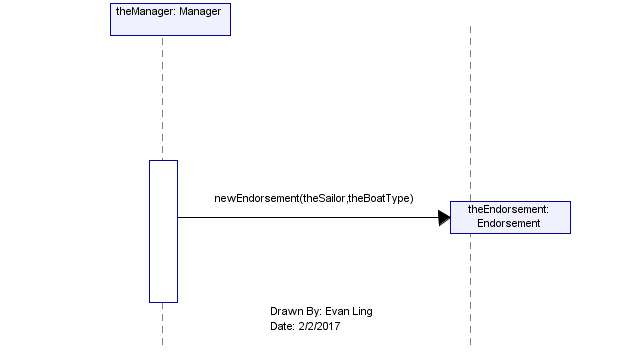 theManager: Manager
newEndorsement(theSailor,theBoatType)
theEndorsement:
Endorsement
Drawn By: Evan Ling
Date: 2/2/2017